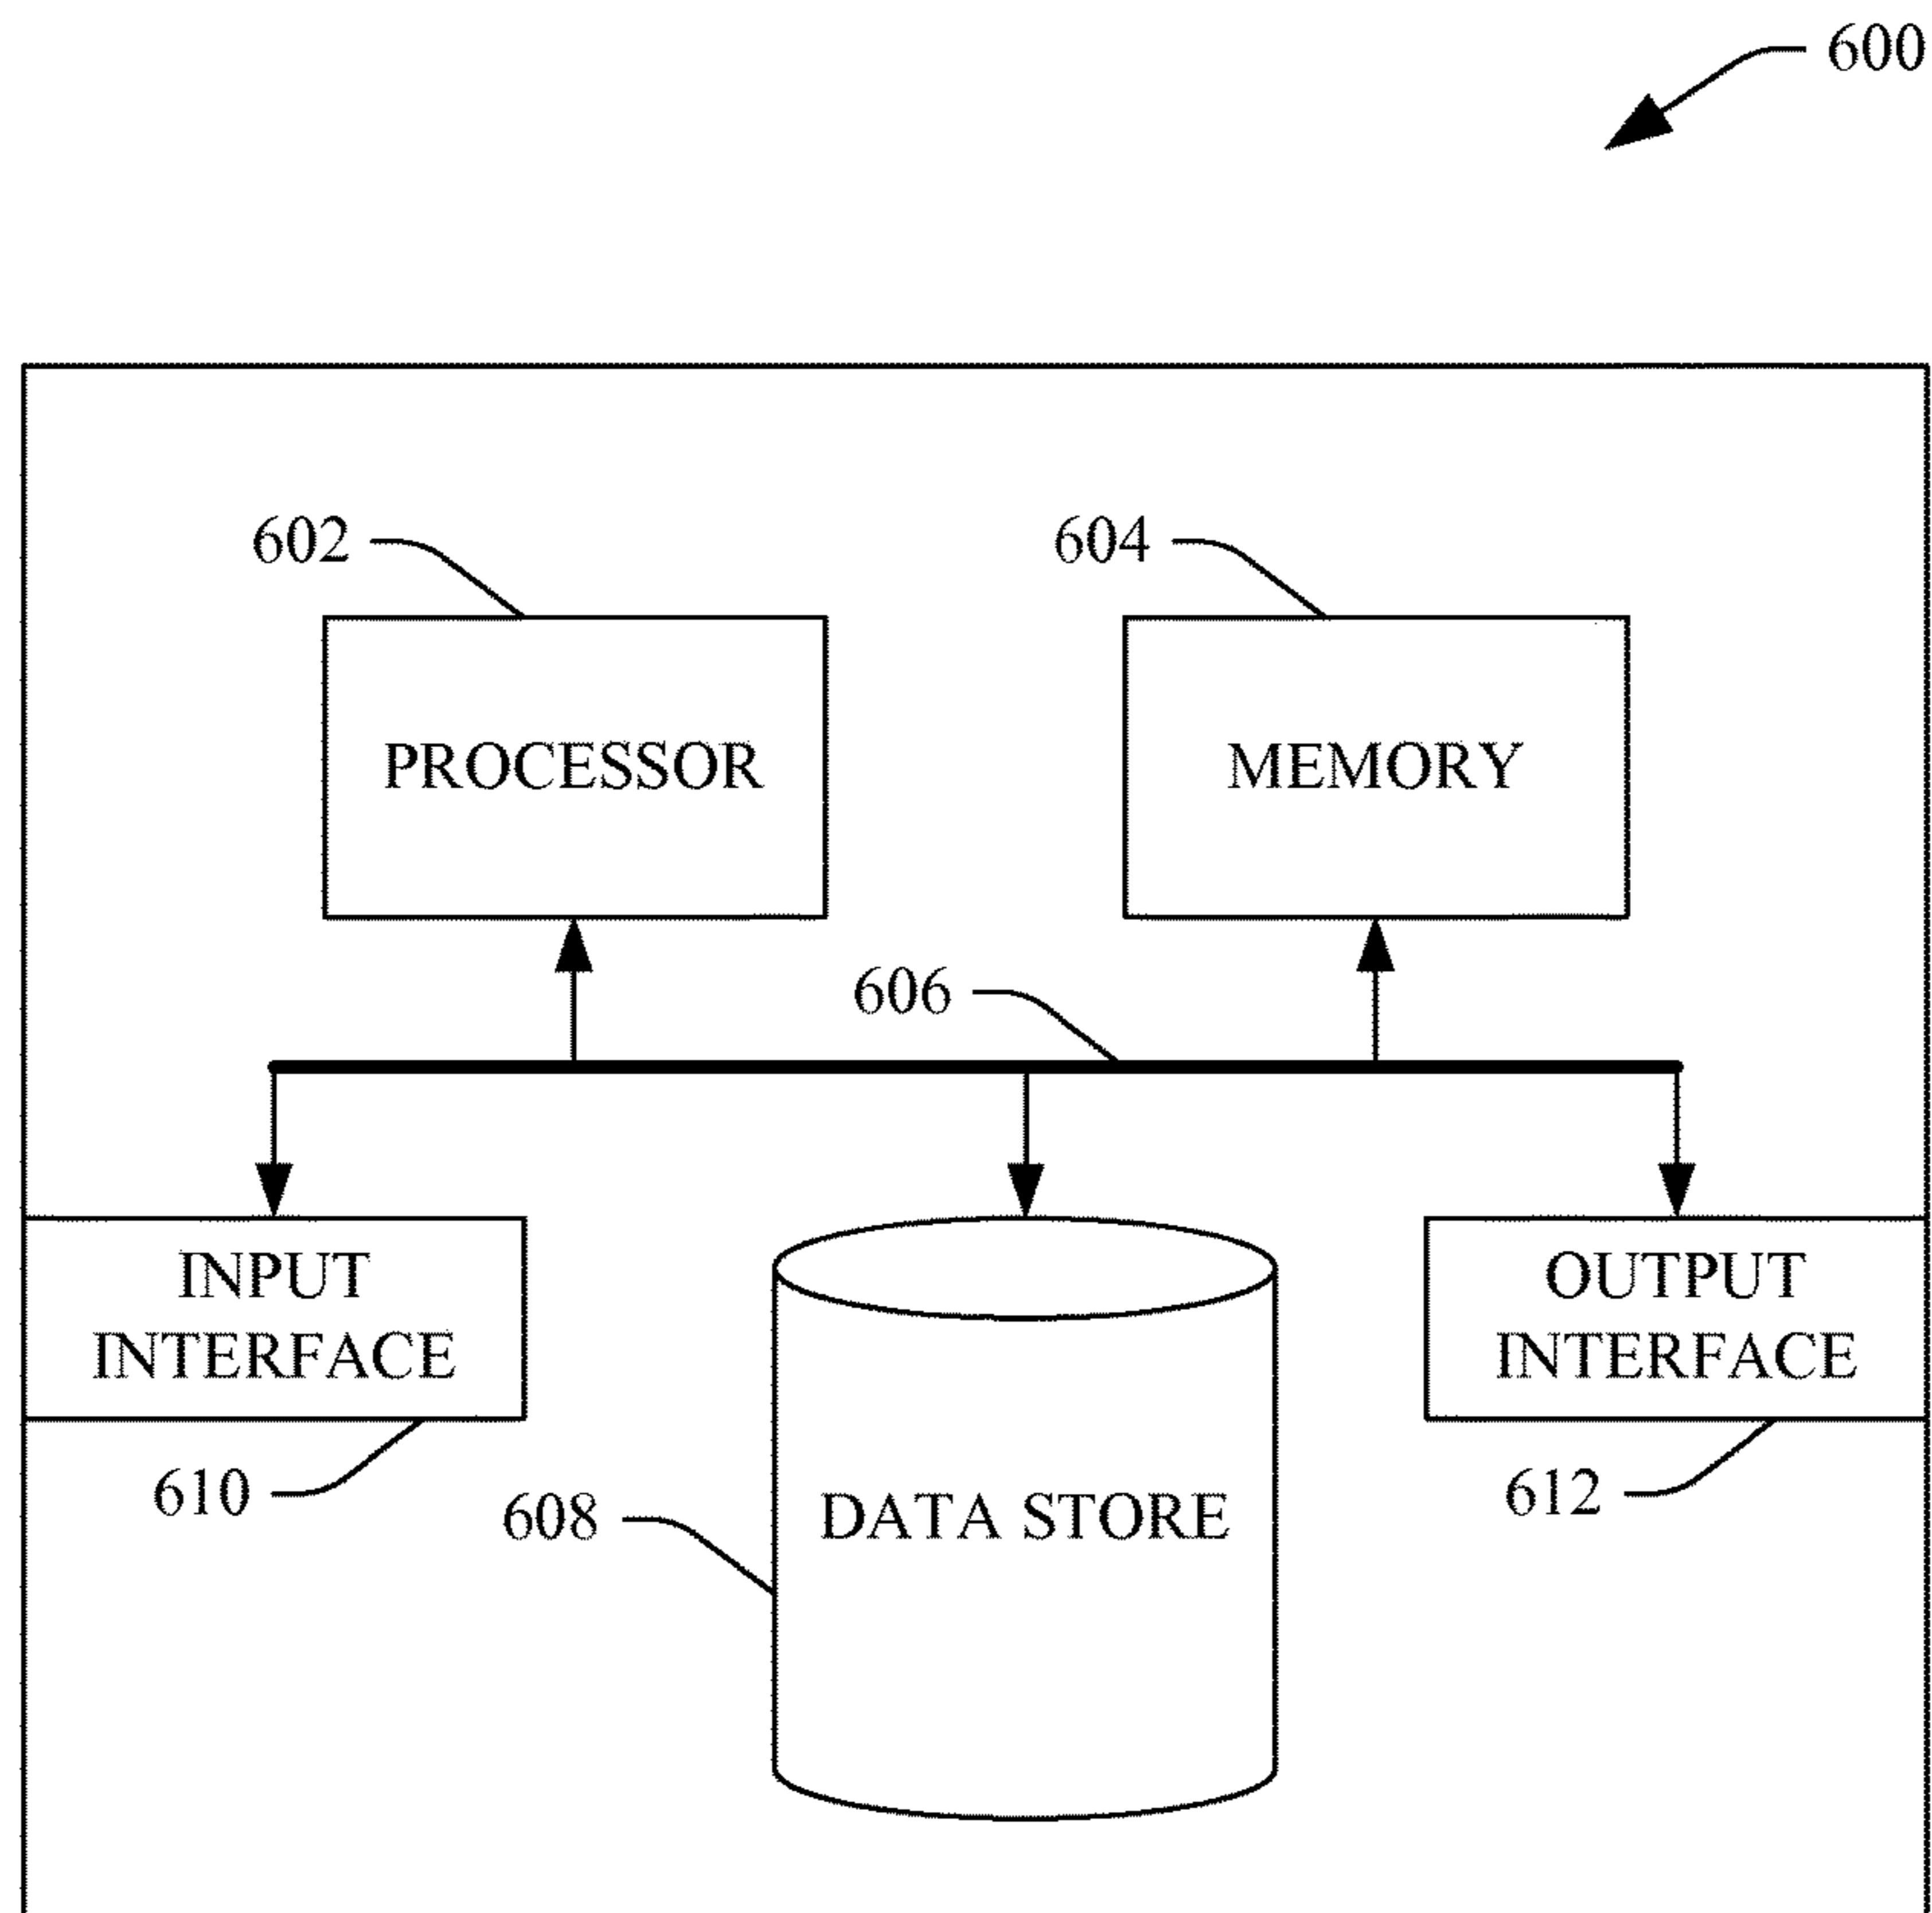 600
602
604
PROCESSOR
MEMORY
606
INPUT
INTERFACE
OUTPUT
INTERFACE
610
608
DATA STORE
612